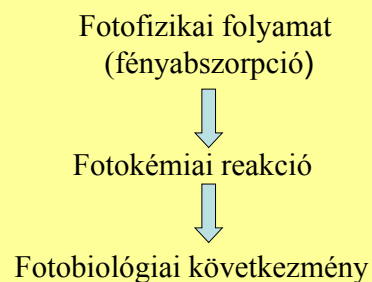 Fotofizikai folyamat
(fényabszorpció)
Fotokémiai reakció
Fotobiológiai következmény